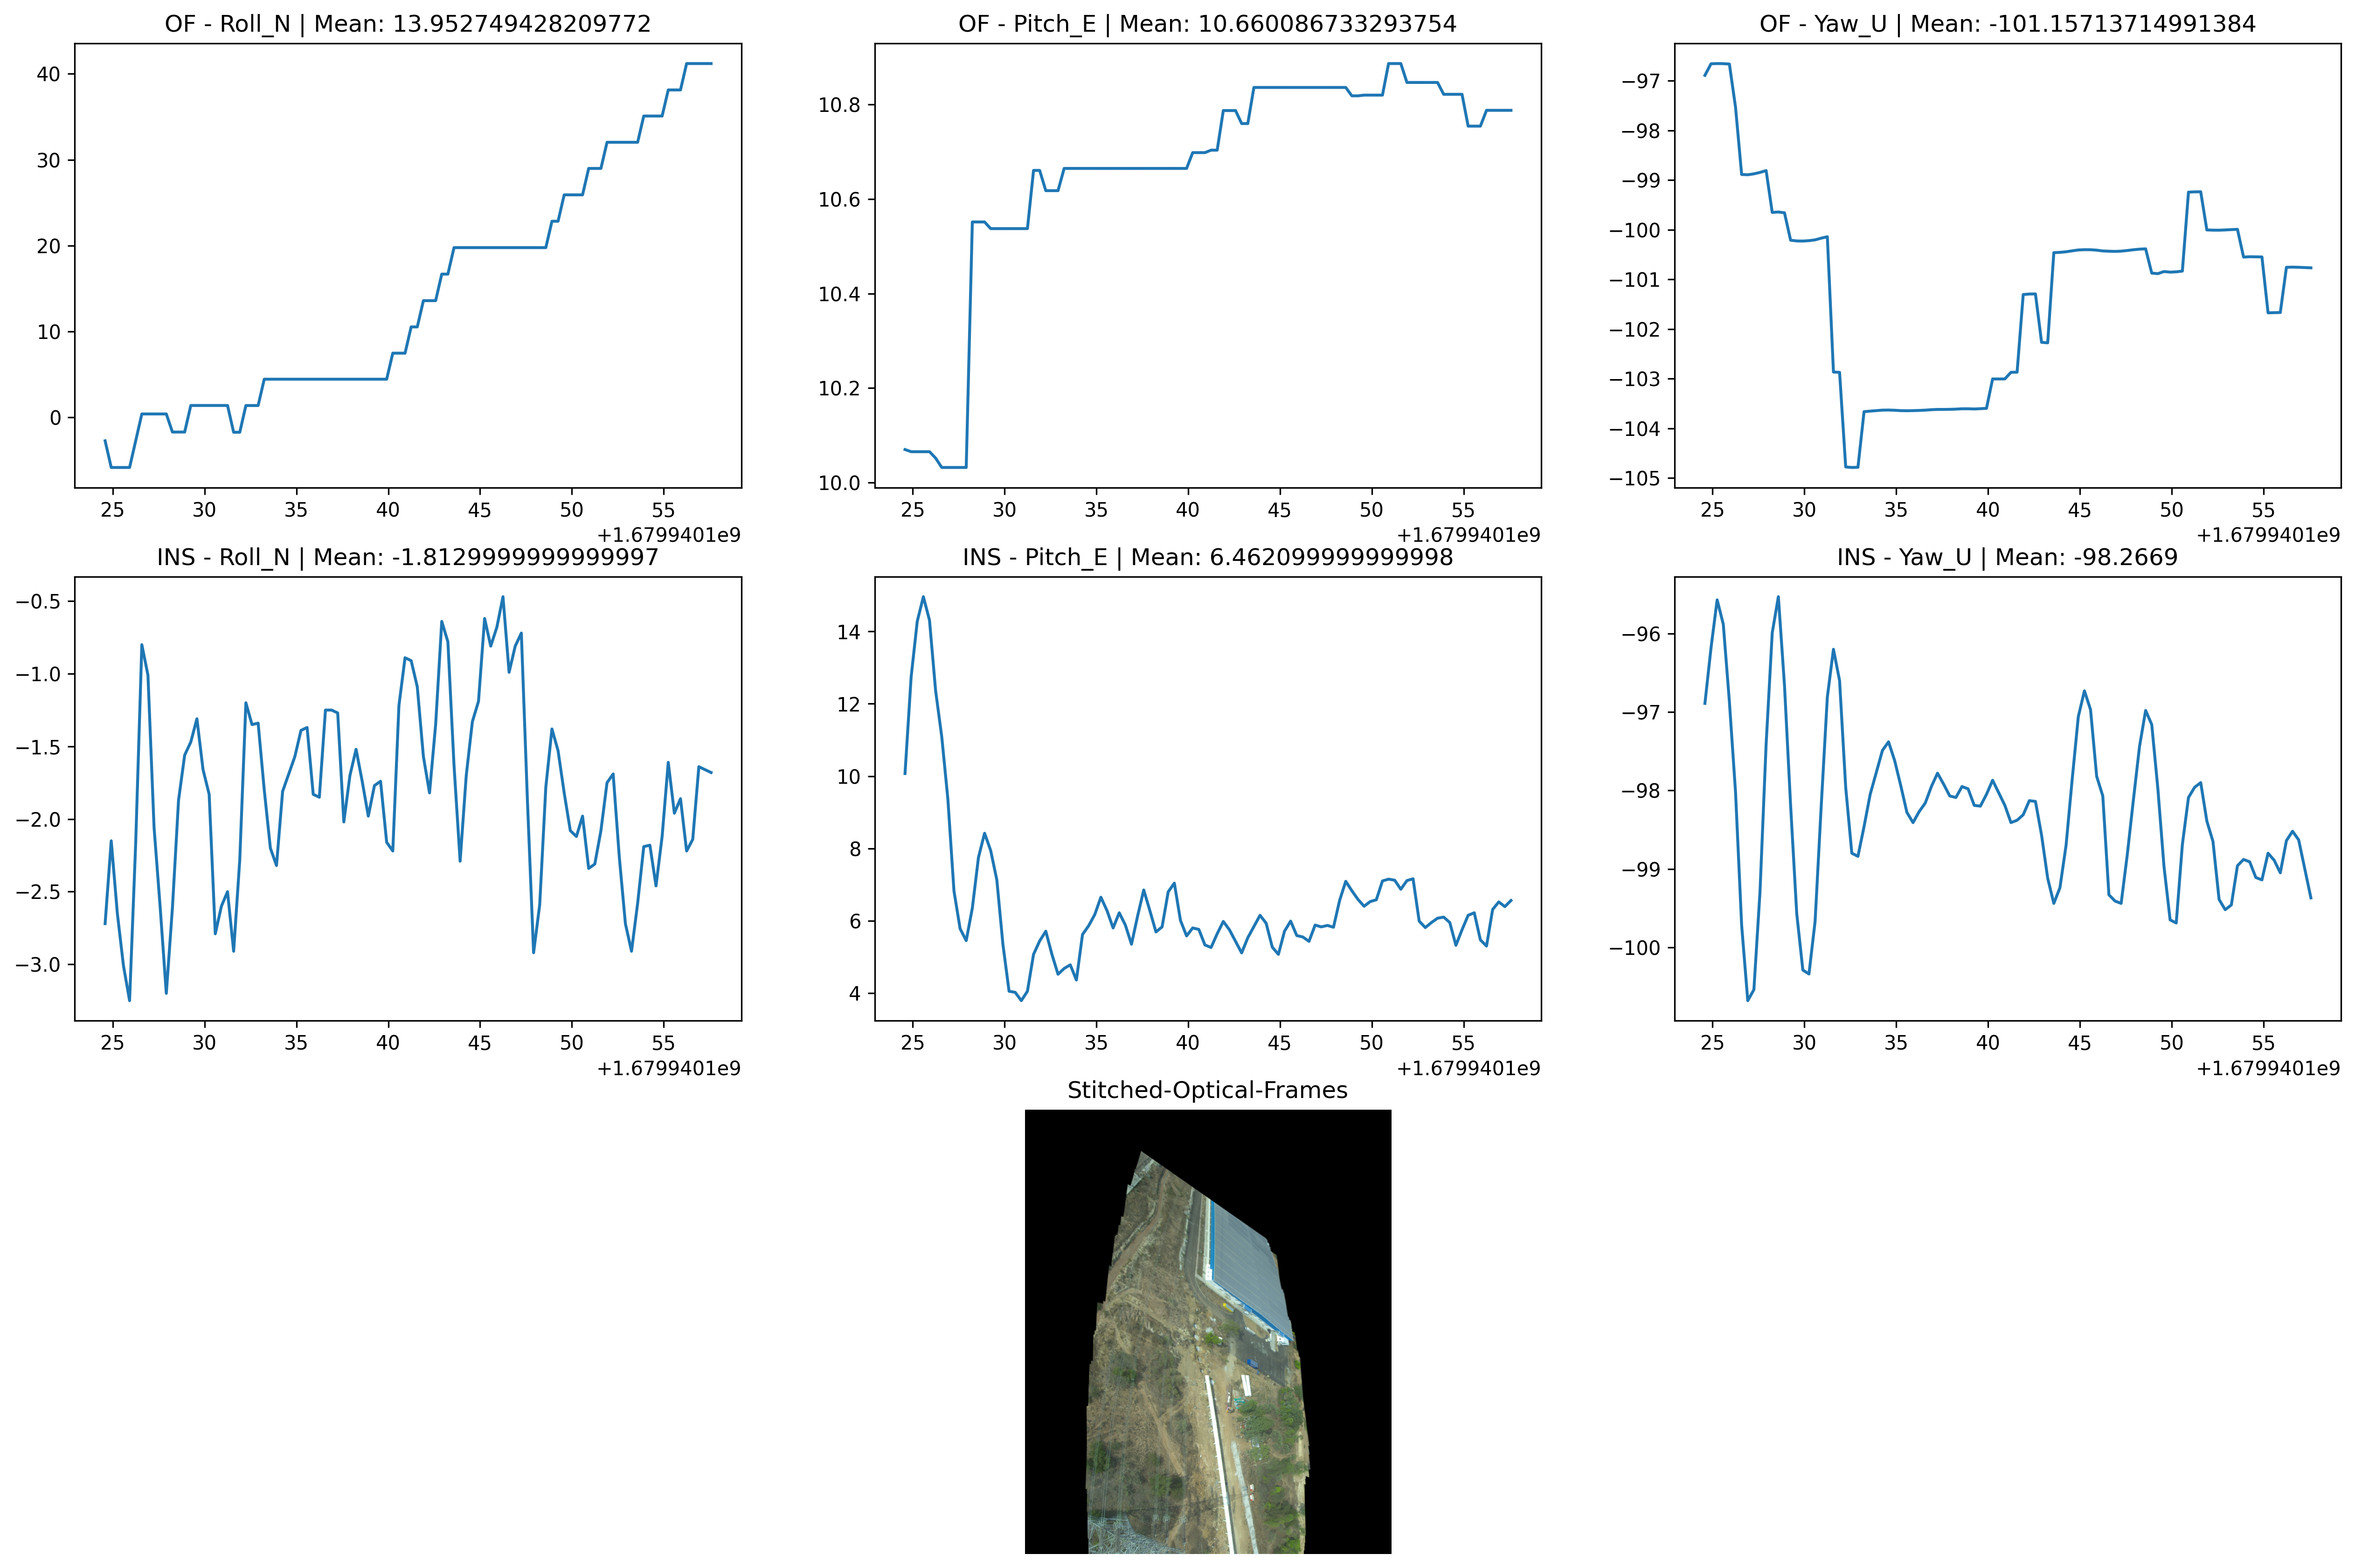 OF - Roll_N | Mean: 13.952749428209772
OF - Pitch_E | Mean: 10.660086733293754
OF - Yaw_U | Mean: -101.15713714991384
40
30
20
10
0
25 30 35 40 45 50 55
+1.6799401e9
10.8
10.6
10.4
10.2
10.0
25 30 35 40 45 50 55
+1.6799401e9
−97
−98
−99
−100
−101
−102
−103
−104
−105
25 30 35 40 45 50 55
+1.6799401e9
INS - Roll_N | Mean: -1.8129999999999997
INS - Pitch_E | Mean: 6.462099999999998
INS - Yaw_U | Mean: -98.2669
−0.5
−1.0
−1.5
−2.0
−2.5
−3.0
25 30 35 40 45 50 55
+1.6799401e9
14
12
10
8
6
4
25 30 35 40 45 50 55
+1.6799401e9
−96
−97
−98
−99
−100
25 30 35 40 45 50 55
+1.6799401e9
Stitched-Optical-Frames